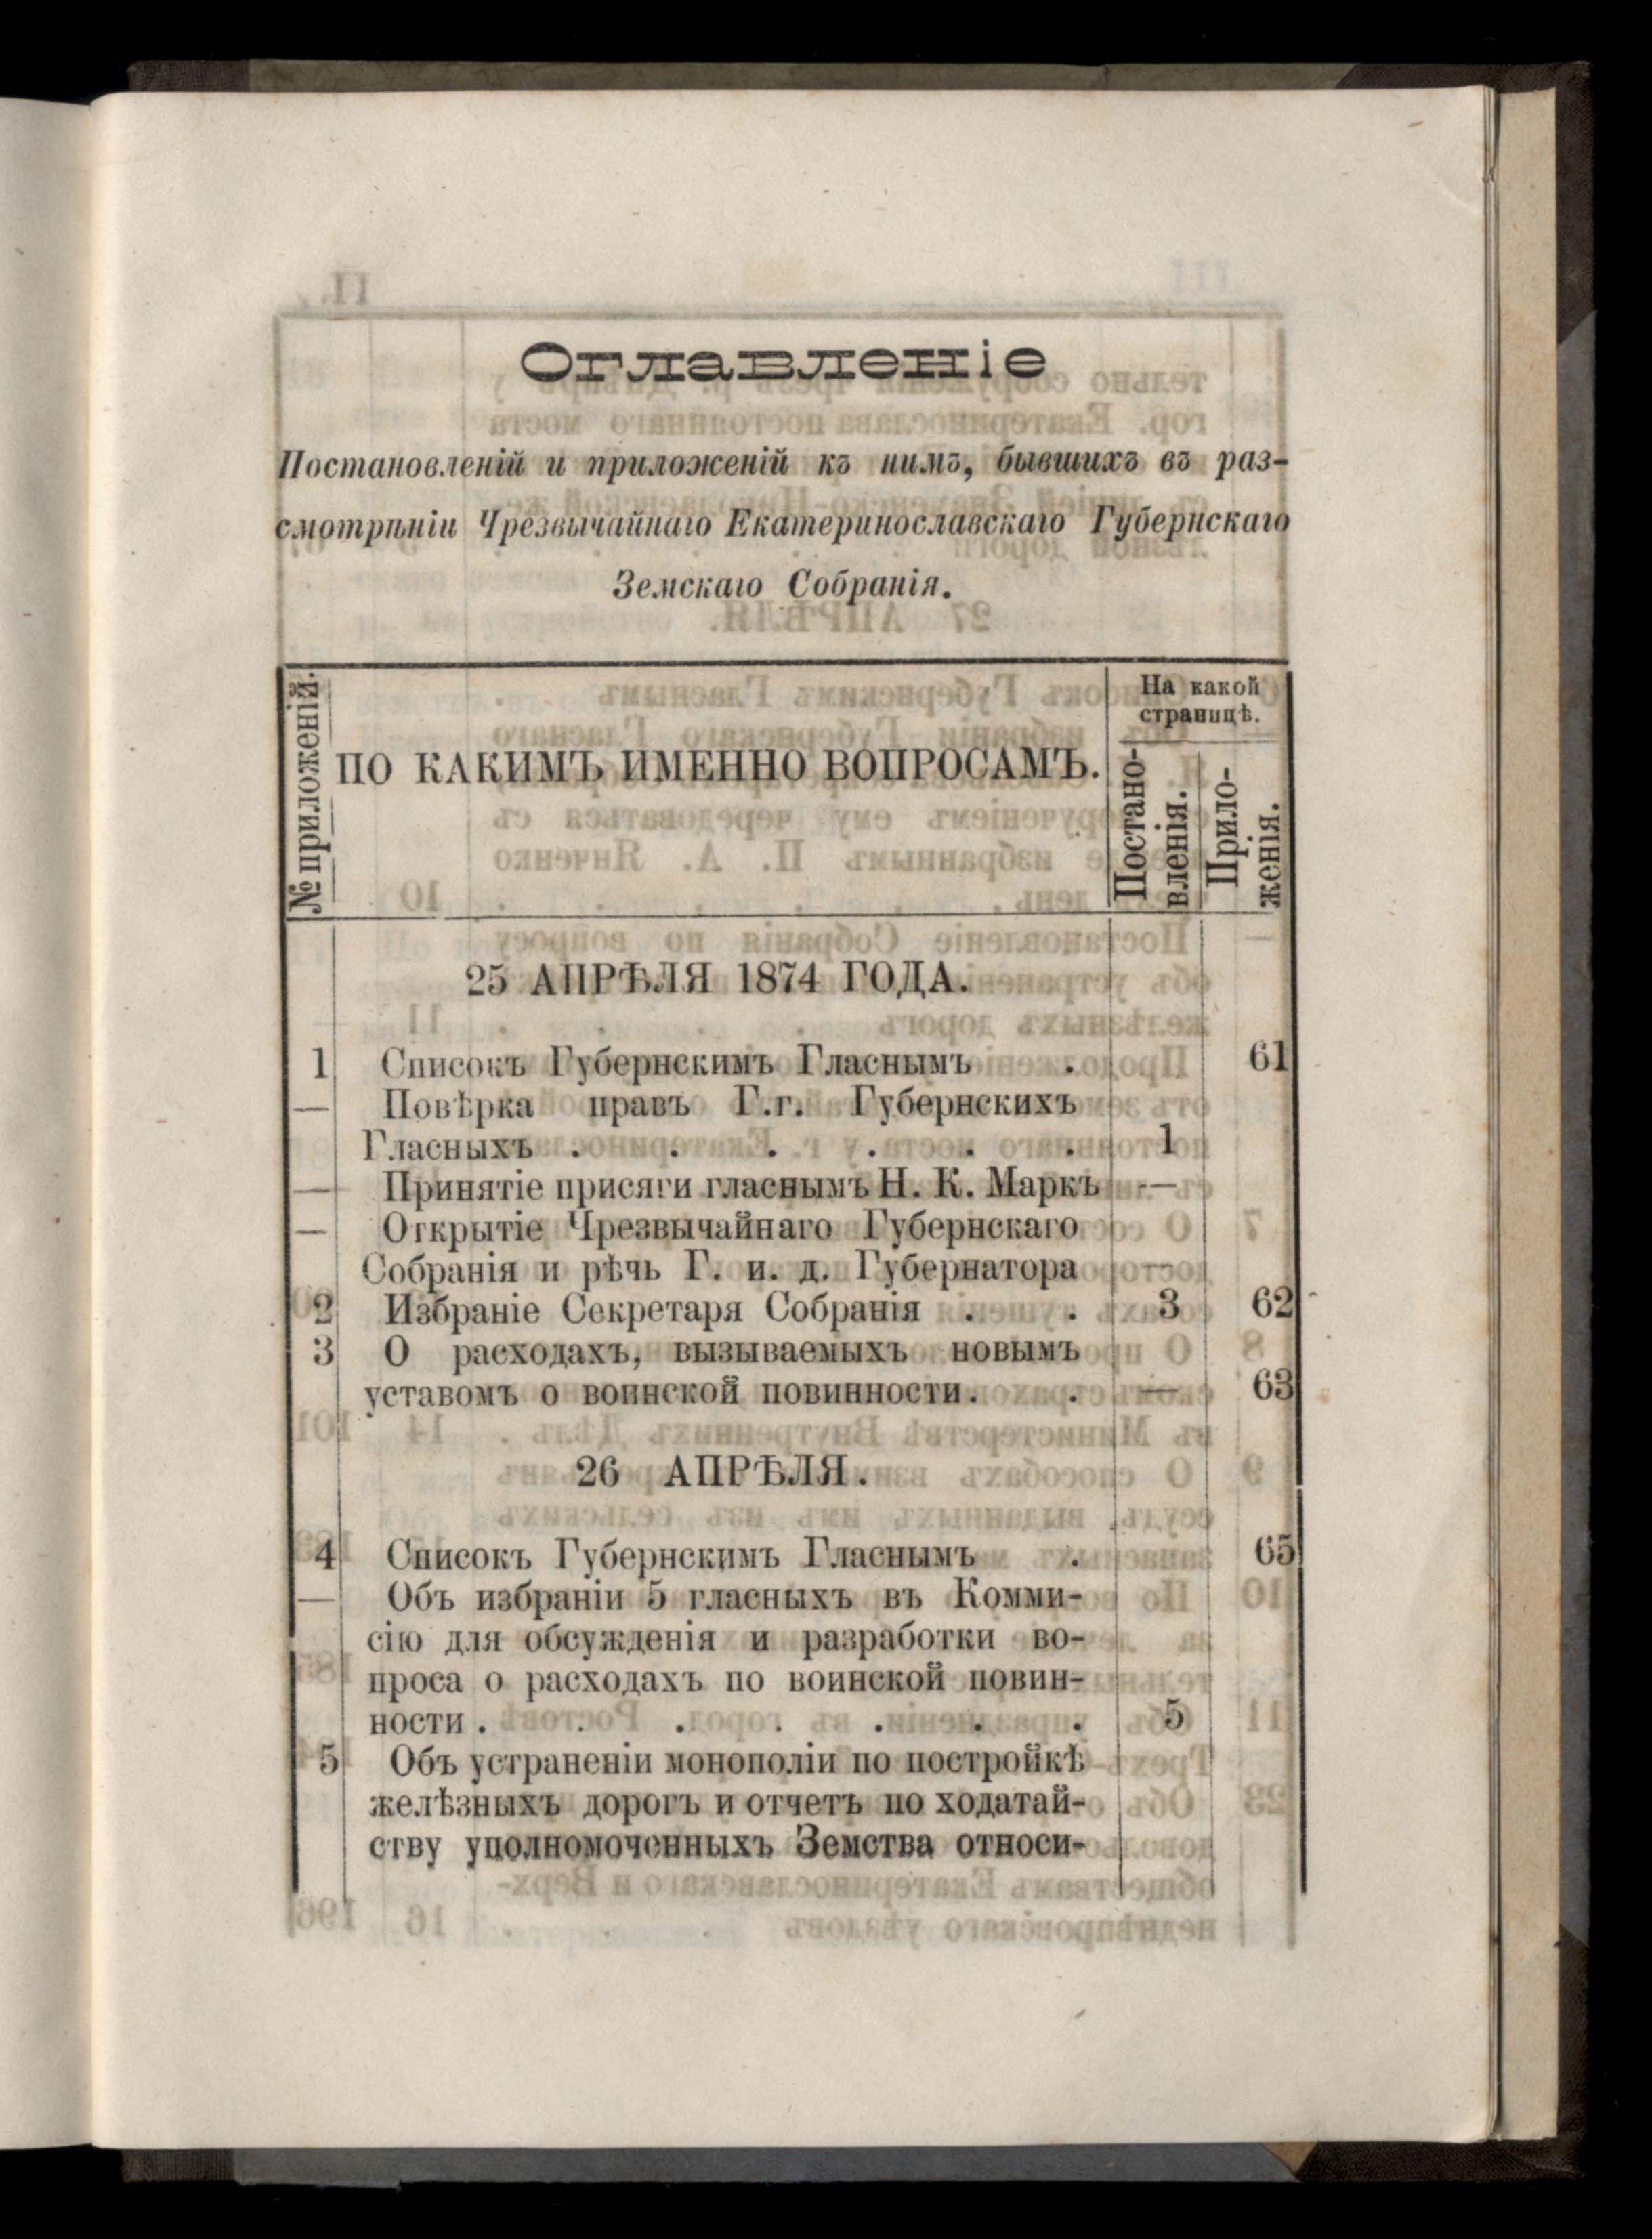 Оглавленіе
Постановленій и приложеній къ нимъ, бывшихъ въ раз-
смотрѣніи Чрезвычайнаго Екатеринославскаго Губернскаго
Земскаго Собранія.
№ приложеній.
ПО КАКИМЪ ИМЕННО ВОПРОСАМЪ.
На какой
страницѣ.
Постано-
вленія.
Прило-
женія.
25 АПРѢЛЯ 1874 ГОДА.
1 Списокъ Губернскимъ Гласнымъ . 61
— Повѣрка правъ Г.г. Губернскихъ
Гласныхъ . . . . . . 1
— Принятіе присяги гласнымъ Н. К. Маркъ —
— Открытіе Чрезвычайнаго Губернскаго
Собранія и рѣчь Г. и. д. Губернатора —
2 Избраніе Секретаря Собранія . . 3 62
3 О расходахъ, вызываемыхъ новымъ
уставомъ о воинской повинности. . — 63
26 АПРѢЛЯ.
4 Списокъ Губернскимъ Гласнымъ . 65
— Объ избраніи 5 гласныхъ въ Комми-
сію для обсужденія и разработки во-
проса о расходахъ по воинской повин-
ности . . . . . . . 5
5 Объ устраненіи монополіи по постройкѣ
желѣзныхъ дорогъ и отчетъ по ходатай-
ству уполномоченныхъ Земства относи-